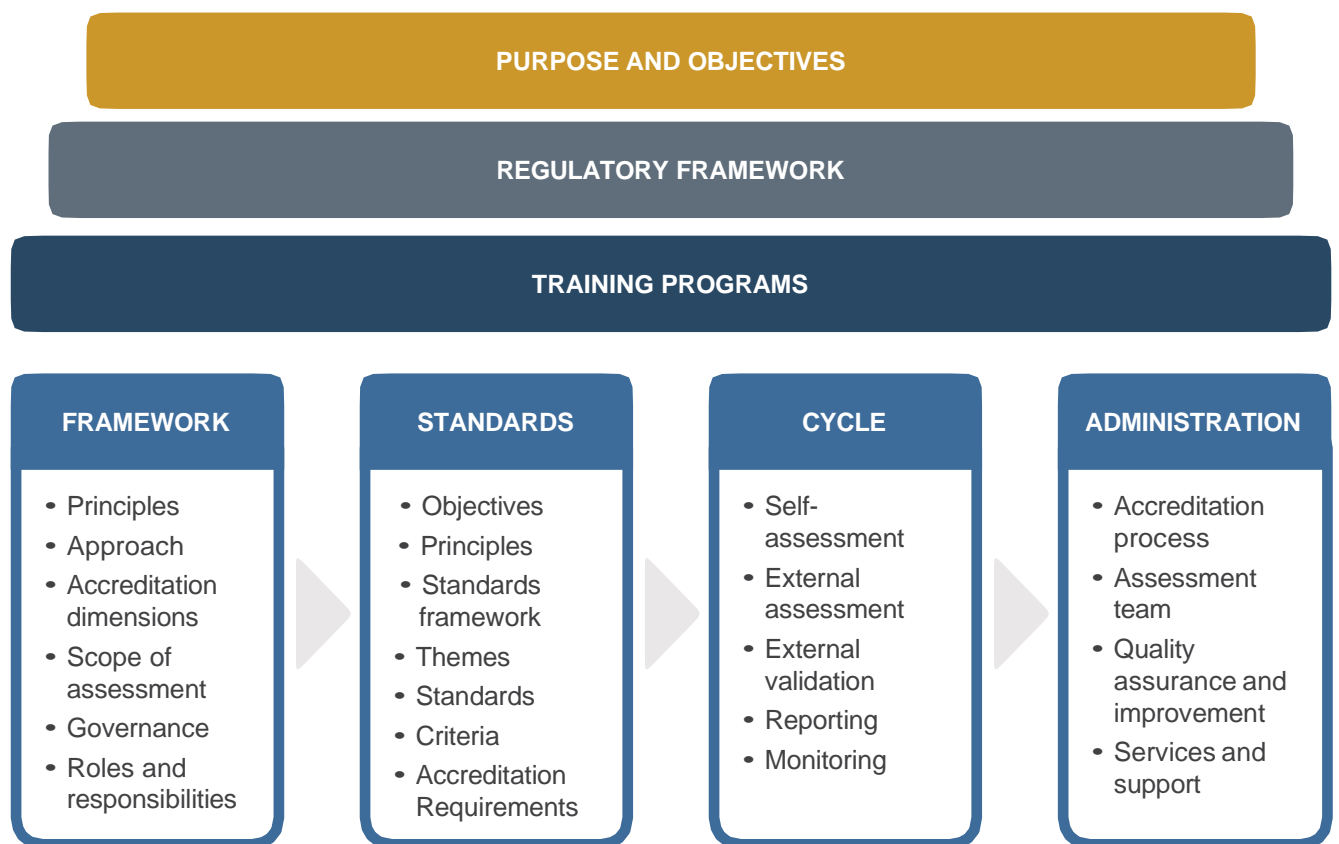 PURPOSE AND OBJECTIVES
REGULATORY FRAMEWORK
TRAINING PROGRAMS
FRAMEWORK
• Principles
• Approach
• Accreditation
dimensions
• Scope of
assessment
• Governance
• Roles and
responsibilities
STANDARDS
• Objectives
• Principles
• Standards
framework
• Themes
• Standards
• Criteria
• Accreditation
Requirements
CYCLE
• Self-
assessment
• External
assessment
• External
validation
• Reporting
• Monitoring
ADMINISTRATION
• Accreditation
process
• Assessment
team
• Quality
assurance and
improvement
• Services and
support